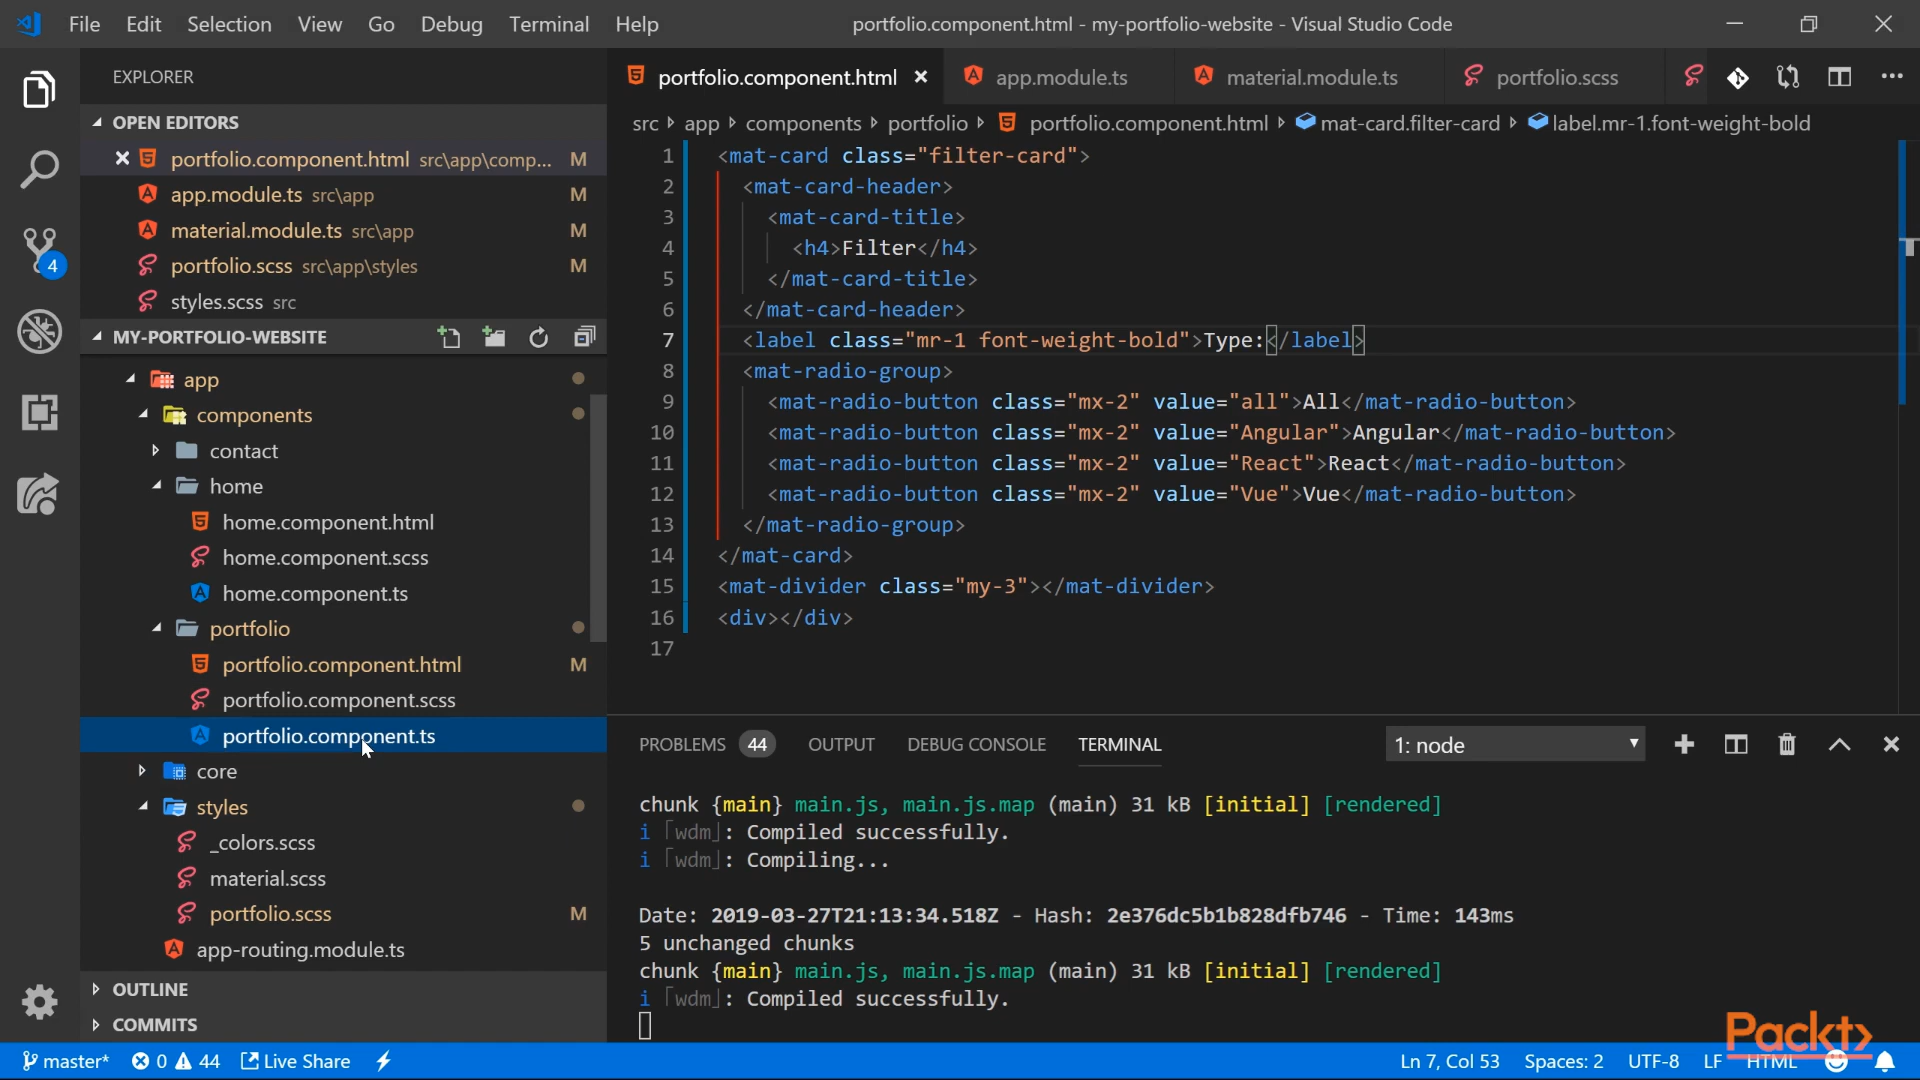 File Edit Selection View Go Debug Terminal Help
portfolio.component.html - my-portfolio-website - Visual Studio Code
EXPLORER
OPEN EDITORS
portfolio.component.html src\app\comp... M
app.module.ts src\app M
material.module.ts src\app M
portfolio.scss src\app\styles M
styles.scss src
MY-PORTFOLIO-WEBSITE
app
components
contact
home
home.component.html
home.component.scss
home.component.ts
portfolio
portfolio.component.html M
portfolio.component.scss
portfolio.component.ts
core
styles
_colors.scss
material.scss
portfolio.scss M
app-routing.module.ts
OUTLINE
COMMITS
4
portfolio.component.html app.module.ts material.module.ts portfolio.scss
src app components portfolio portfolio.component.html mat-card.filter-card label.mr-1.font-weight-bold
1 <mat-card class="filter-card">
2 <mat-card-header>
3 <mat-card-title>
4 <h4>Filter</h4>
5 </mat-card-title>
6 </mat-card-header>
7 <label class="mr-1 font-weight-bold">Type:</label>
8 <mat-radio-group>
9 <mat-radio-button class="mx-2" value="all">All</mat-radio-button>
10 <mat-radio-button class="mx-2" value="Angular">Angular</mat-radio-button>
11 <mat-radio-button class="mx-2" value="React">React</mat-radio-button>
12 <mat-radio-button class="mx-2" value="Vue">Vue</mat-radio-button>
13 </mat-radio-group>
14 </mat-card>
15 <mat-divider class="my-3"></mat-divider>
16 <div></div>
17
PROBLEMS 44 OUTPUT DEBUG CONSOLE TERMINAL 1: node
chunk {main} main.js, main.js.map (main) 31 kB [initial] [rendered]
i ｢wdm｣: Compiled successfully.
i ｢wdm｣: Compiling...
Date: 2019-03-27T21:13:34.518Z - Hash: 2e376dc5b1b828dfb746 - Time: 143ms
5 unchanged chunks
chunk {main} main.js, main.js.map (main) 31 kB [initial] [rendered]
i ｢wdm｣: Compiled successfully.
Packt>
master* 0 44 Live Share Ln 7, Col 53 Spaces: 2 UTF-8 LF HTML